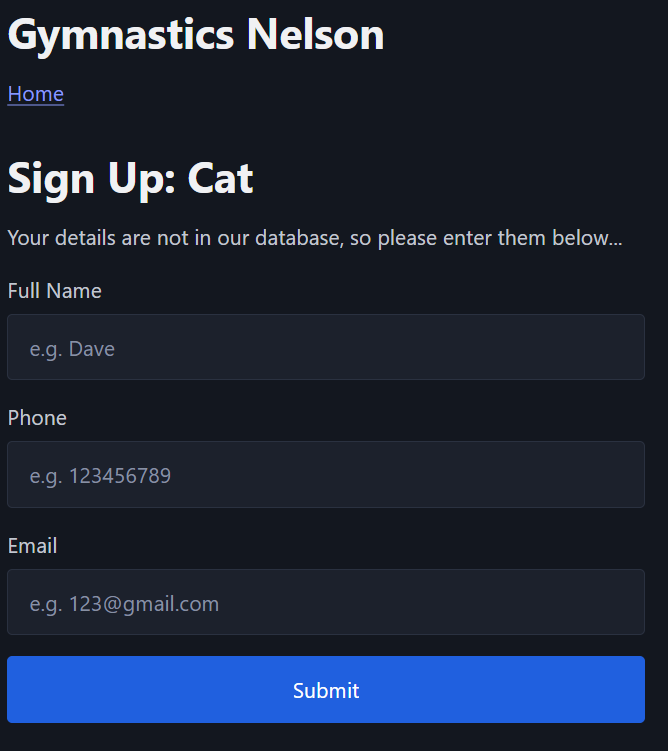 Gymnastics Nelson
Home
Sign Up: Cat
Your details are not in our database, so please enter them below...
Full Name
e.g. Dave
Phone
e.g. 123456789
Email
e.g. 123@gmail.com
Submit